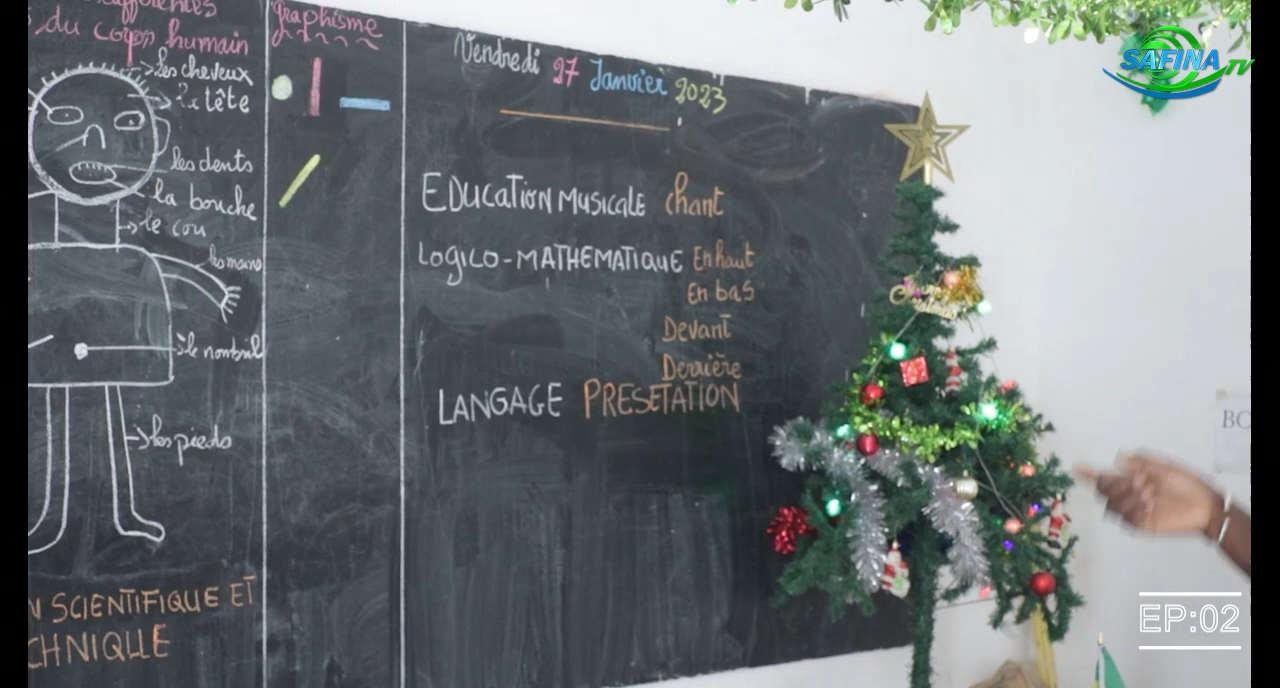 du corps humain
les cheveux
la tête
les dents
la bouche
le cou
les mains
le nombril
les pieds
SCIENTIFIQUE ET
graphisme
Vendredi 27 Janvier 2023
EDUCATION MUSICALE chant
LOGICO-MATHEMATIQUE En haut
En bas
Devant
Derrière
LANGAGE PRESETATION
SAFINA TV
EP:02